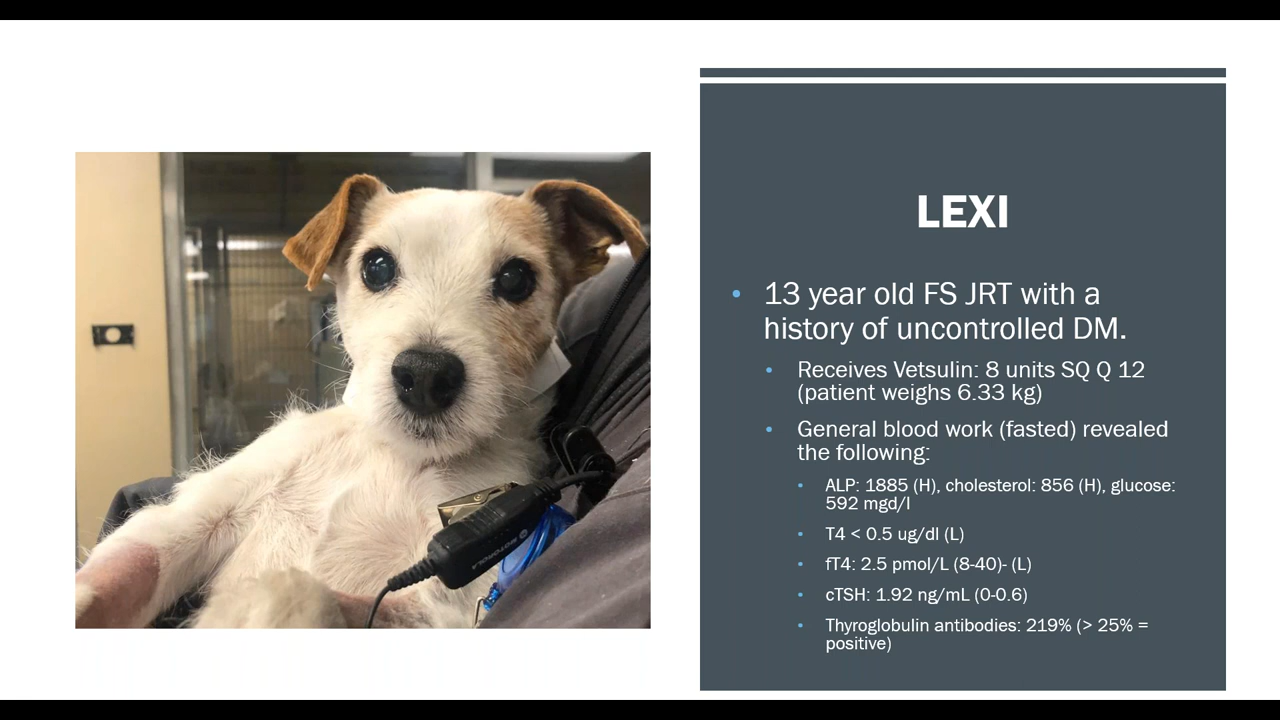 LEXI
13 year old FS JRT with a
history of uncontrolled DM.
Receives Vetsulin: 8 units SQ Q 12
(patient weighs 6.33 kg)
General blood work (fasted) revealed
the following:
ALP: 1885 (H), cholesterol: 856 (H), glucose:
592 mgd/l
T4 < 0.5 ug/dl (L)
fT4: 2.5 pmol/L (8-40)- (L)
cTSH: 1.92 ng/mL (0-0.6)
Thyroglobulin antibodies: 219% (> 25% =
positive)
MOTOROLA